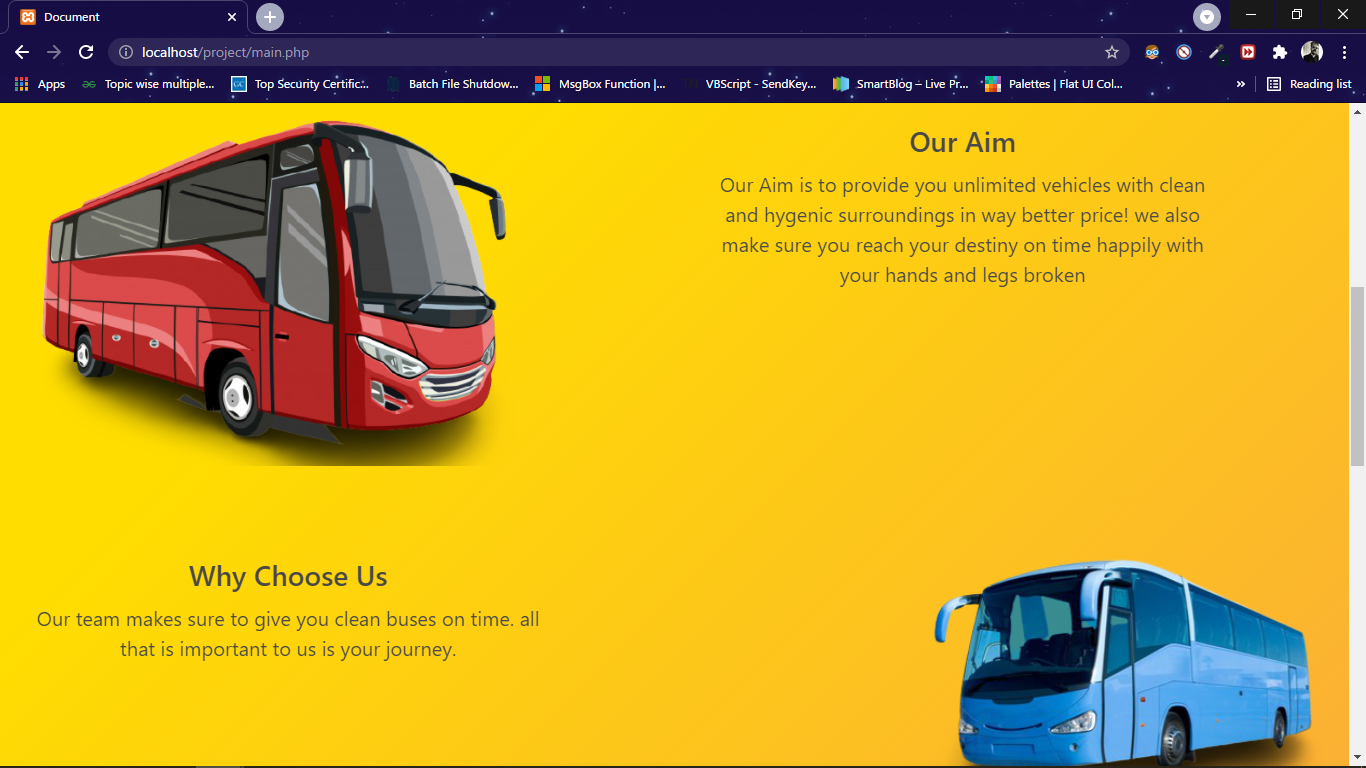 Document
localhost/project/main.php
Apps
Topic wise multiple...
Top Security Certific...
Batch File Shutdow...
MsgBox Function |...
VBScript - SendKey...
SmartBlog – Live Pr...
Palettes | Flat UI Col...
»
Reading list
Our Aim
Our Aim is to provide you unlimited vehicles with clean
and hygenic surroundings in way better price! we also
make sure you reach your destiny on time happily with
your hands and legs broken
Why Choose Us
Our team makes sure to give you clean buses on time. all
that is important to us is your journey.